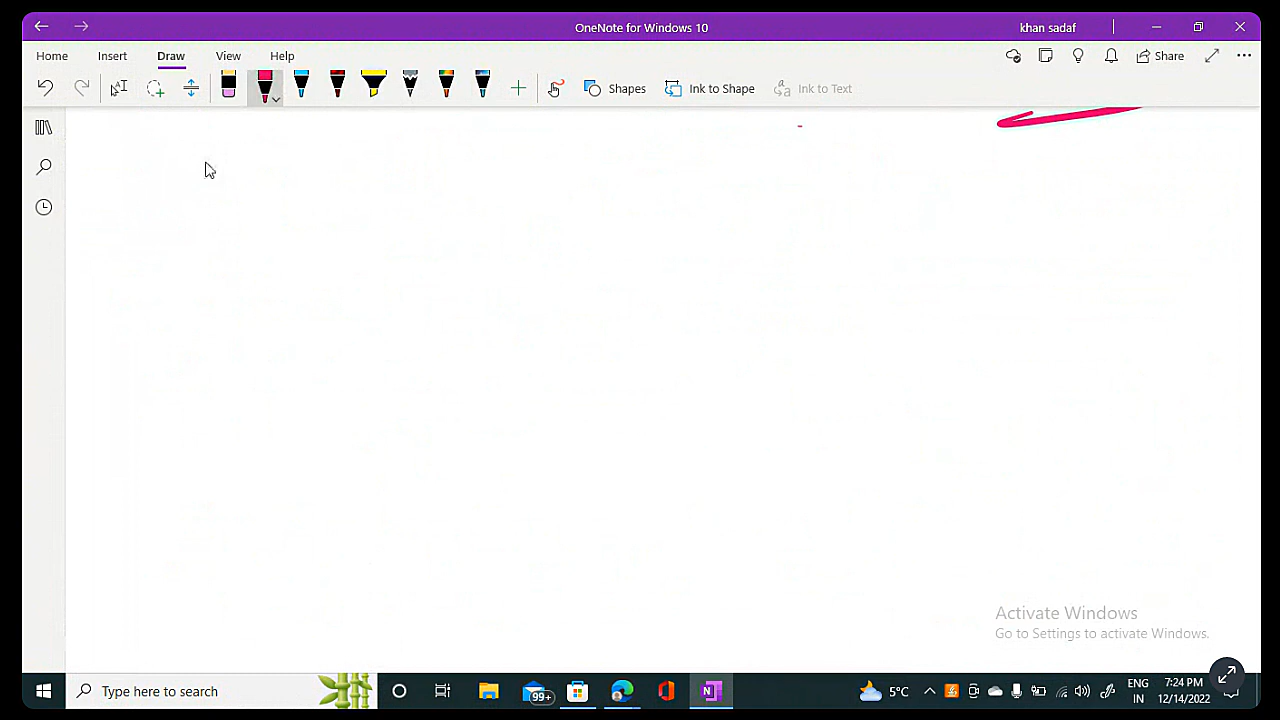 OneNote for Windows 10
khan sadaf
Home Insert Draw View Help
Share
Shapes
Ink to Shape
Ink to Text
Activate Windows
Go to Settings to activate Windows.
Type here to search
99+
5°C
ENG
IN
7:24 PM
12/14/2022